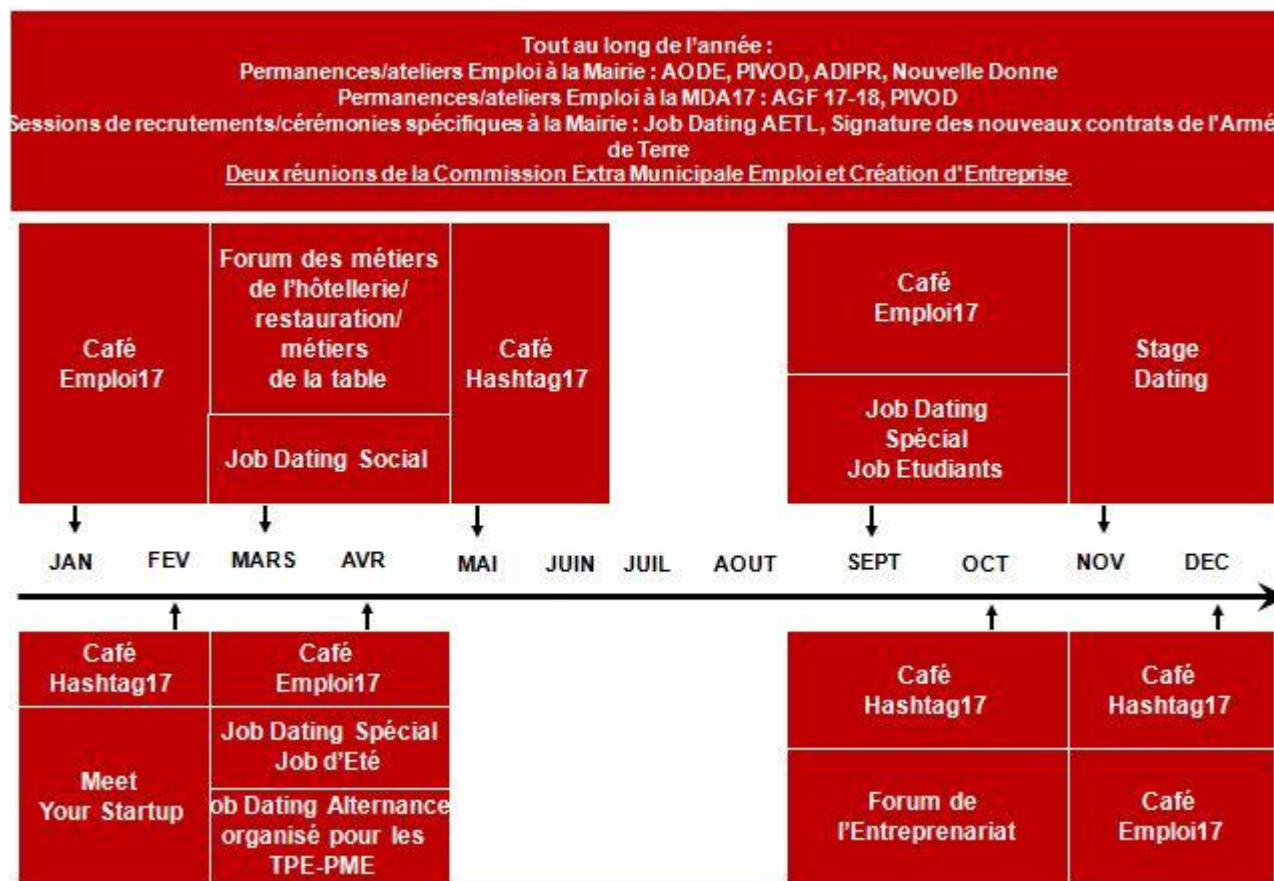 Tout au long de l'année :
Permanences/ateliers Emploi à la Mairie : AODE, PIVOD, ADIPR, Nouvelle Donne
Permanences/ateliers Emploi à la MDA17 : AGF 17-18, PIVOD
Sessions de recrutements/cérémonies spécifiques à la Mairie : Job Dating AETL, Signature des nouveaux contrats de l'Armé
de Terre
Deux réunions de la Commission Extra Municipale Emploi et Création d'Entreprise
Café
Emploi17
Forum des métiers
de l'hôtellerie/
restauration/
métiers
de la table
Job Dating Social
Café
Hashtag17
Café
Emploi17
Job Dating
Spécial
Job Etudiants
Stage
Dating
JAN FEV MARS AVR MAI JUIN JUIL AOUT SEPT OCT NOV DEC
Café
Hashtag17
Meet
Your Startup
Café
Emploi17
Job Dating Spécial
Job d'Eté
ob Dating Alternance
organisé pour les
TPE-PME
Café
Hashtag17
Forum de
l'Entreprenariat
Café
Hashtag17
Café
Emploi17